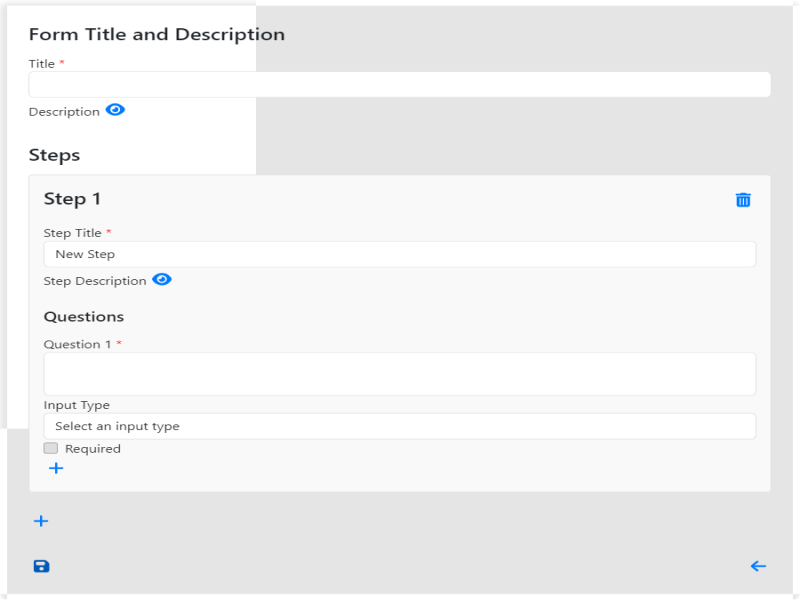 Form Title and Description
Title *
Description
Steps
Step 1
Step Title *
New Step
Step Description
Questions
Question 1 *
Input Type
Select an input type
Required